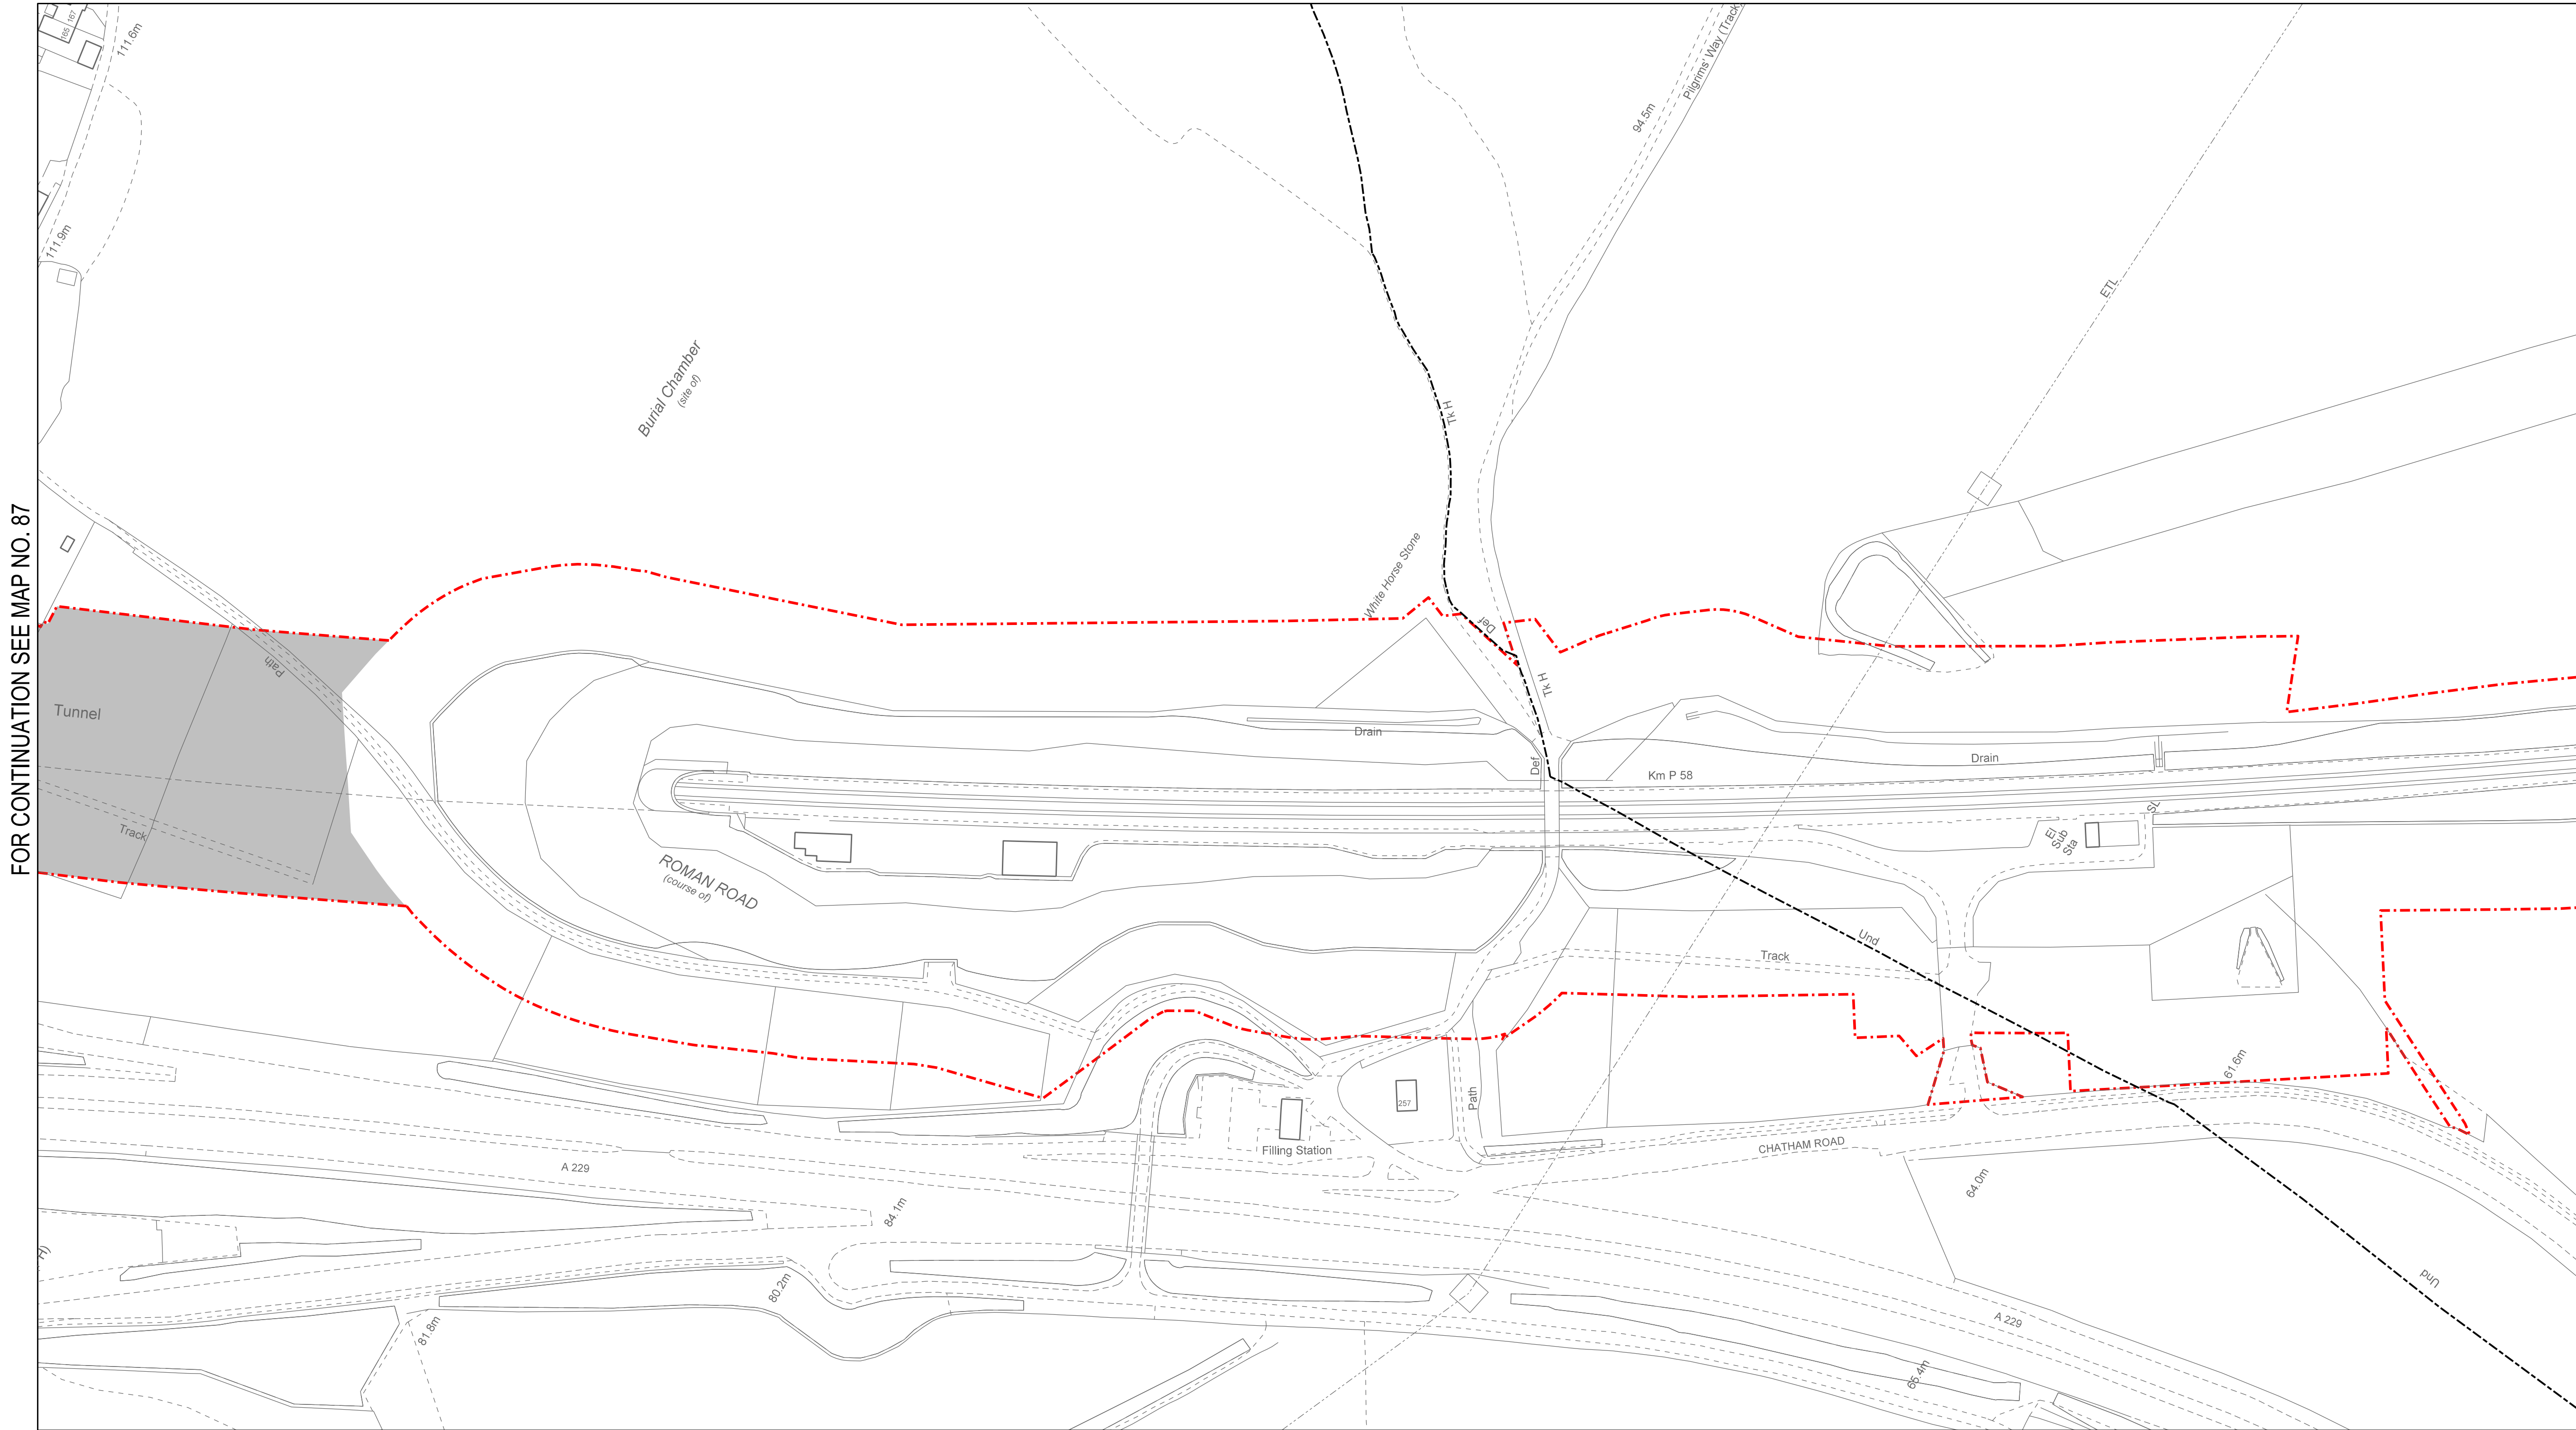 FOR CONTINUATION SEE MAP NO. 87
165
167
111.6m
111.9m
Pilgrims' Way (Track)
94.5m
ETL
Burial Chamber
(site of)
Tk H
White Horse Stone
Def
Tk H
Path
Tunnel
Track
Drain
Def
Km P 58
Drain
SL
El
Sub
Sta
ROMAN ROAD
(course of)
Und
Track
61.6m
257
Path
Filling Station
CHATHAM ROAD
A 229
64.0m
84.1m
80.2m
81.8m
Und
A 229
65.4m